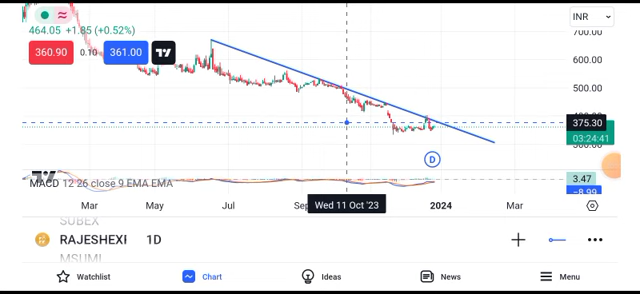 INR
464.05 +1.85 (+0.52%)
360.90 0.10 361.00
700.00
600.00
500.00
375.30
03:24:41
D
MACD 12 26 close 9 EMA EMA
3.47
−8.99
Mar May Jul Sep Wed 11 Oct '23 2024 Mar
SUBEX
RAJESHEXI 1D
MSUMI
Watchlist Chart Ideas News Menu